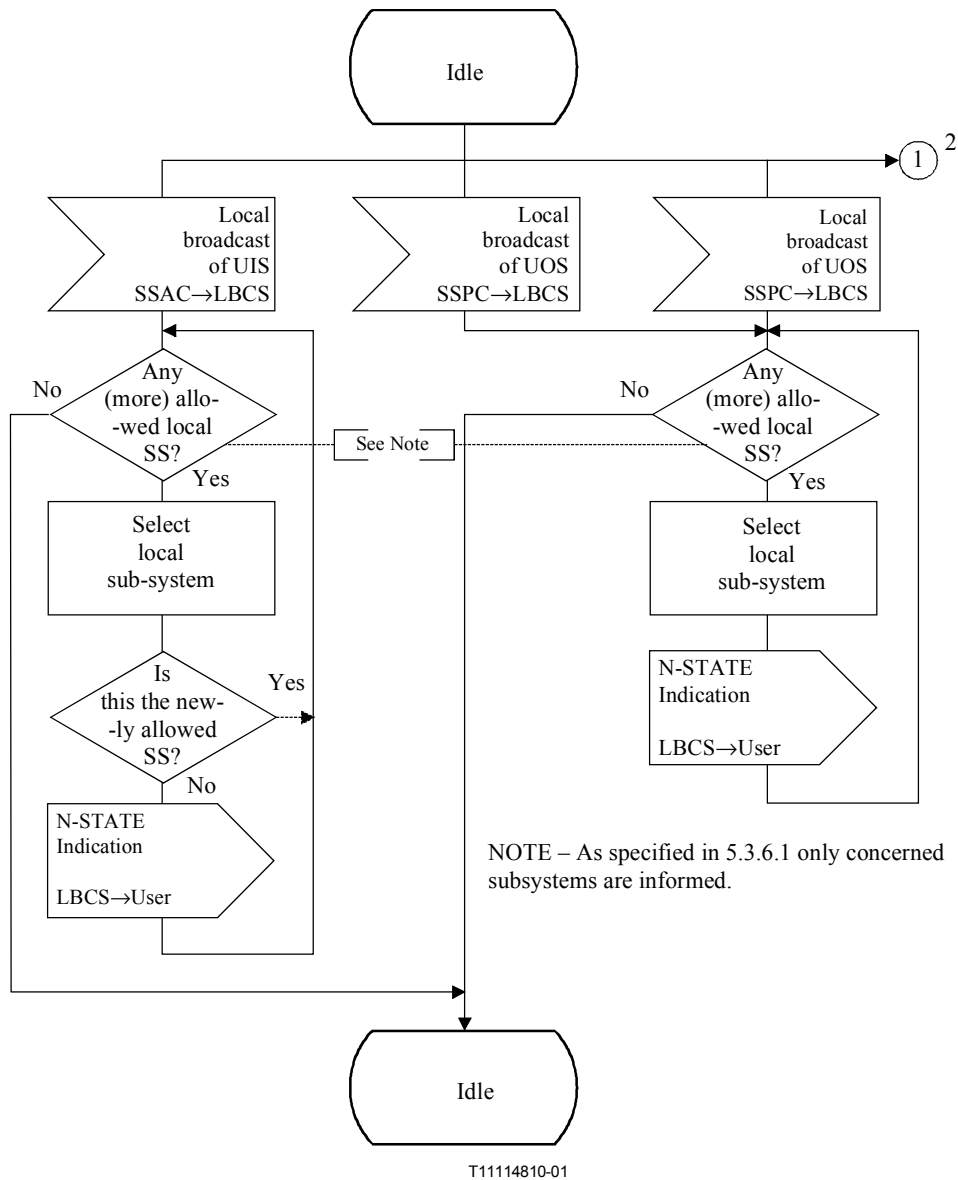 Idle
1
2
Local
broadcast
of UIS
SSAC→LBCS
Local
broadcast
of UOS
SSPC→LBCS
Local
broadcast
of UOS
SSPC→LBCS
No
Any
(more) allo-
-wed local
SS?
Yes
See Note
No
Any
(more) allo-
-wed local
SS?
Yes
Select
local
sub-system
Select
local
sub-system
Is
this the new-
-ly allowed
SS?
Yes
No
N-STATE
Indication
LBCS→User
N-STATE
Indication
LBCS→User
NOTE – As specified in 5.3.6.1 only concerned
subsystems are informed.
Idle
T11114810-01